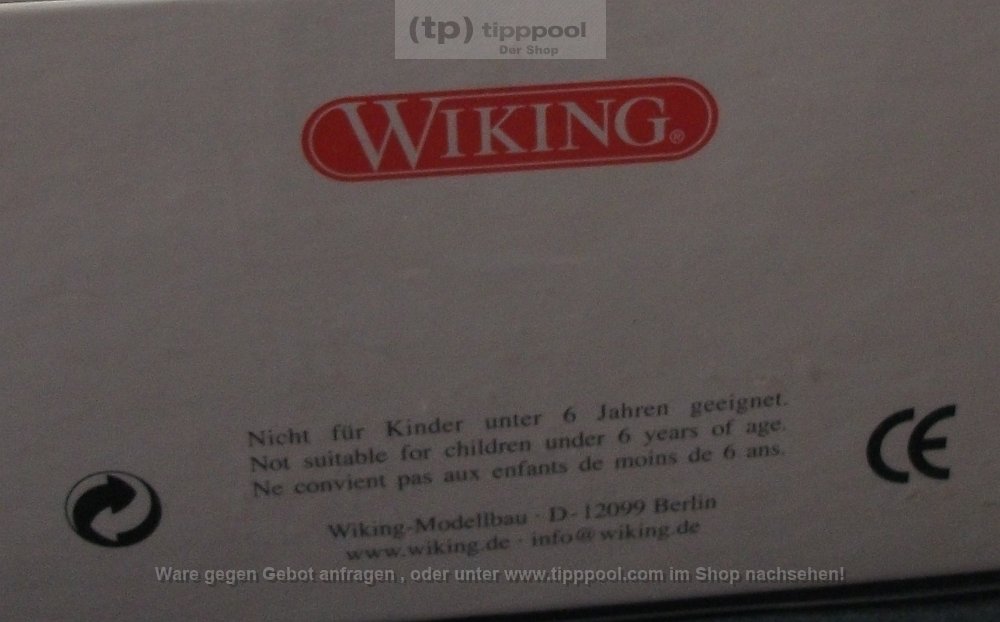 (tp) tipppool
Der Shop
WIKING®
Nicht für Kinder unter 6 Jahren geeignet.
Not suitable for children under 6 years of age.
Ne convient pas aux enfants de moins de 6 ans.
CE
Wiking-Modellbau · D-12099 Berlin
www.wiking.de · info@wiking.de
Ware gegen Gebot anfragen , oder unter www.tipppool.com im Shop nachsehen!